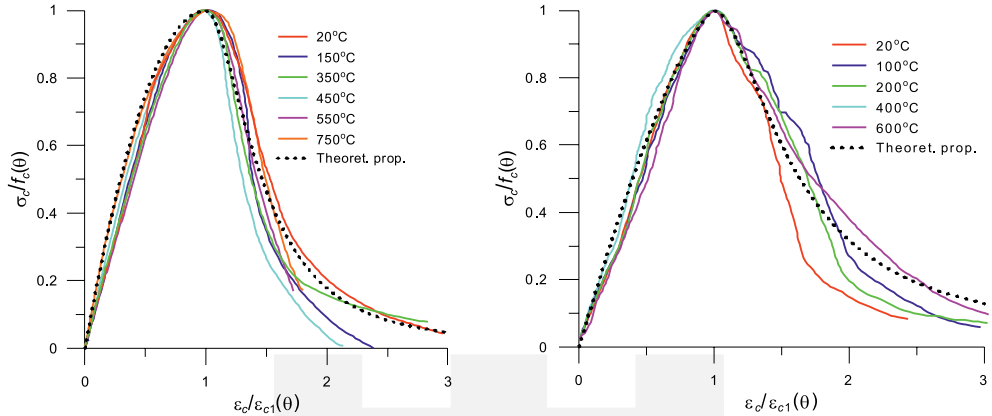 1
0.8
0.6
0.4
0.2
0
σc/fc(θ)
0
1
2
3
εc/εc1(θ)
20°C
150°C
350°C
450°C
550°C
750°C
Theoret. prop.
1
0.8
0.6
0.4
0.2
0
σc/fc(θ)
0
1
2
3
εc/εc1(θ)
20°C
100°C
200°C
400°C
600°C
Theoret. prop.